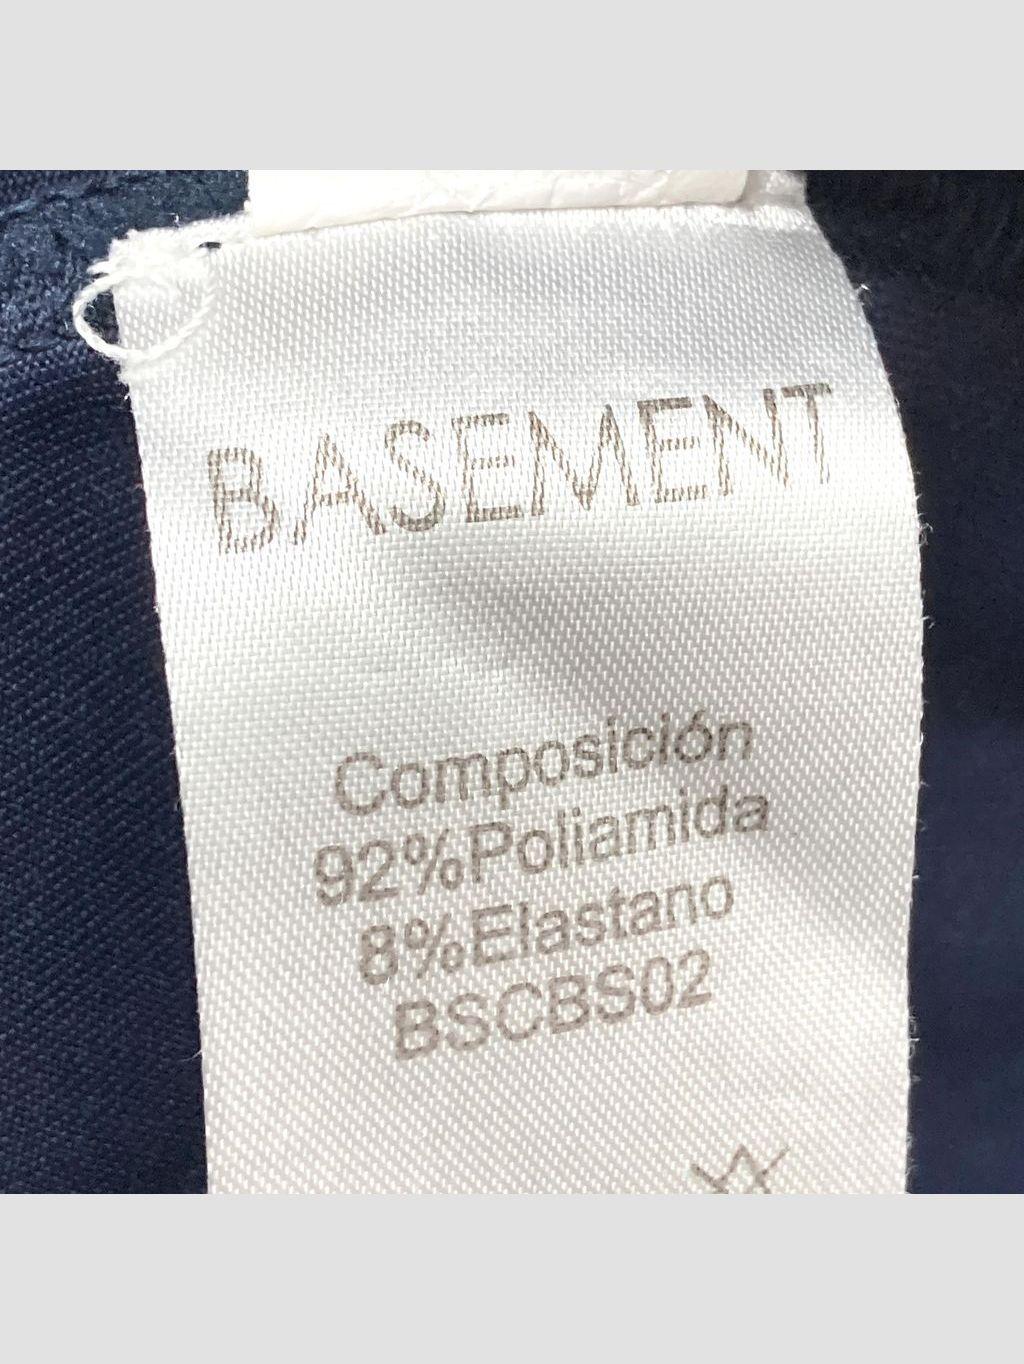 BASEMENT
Composición
92%Poliamida
8%Elastano
BSCBS02